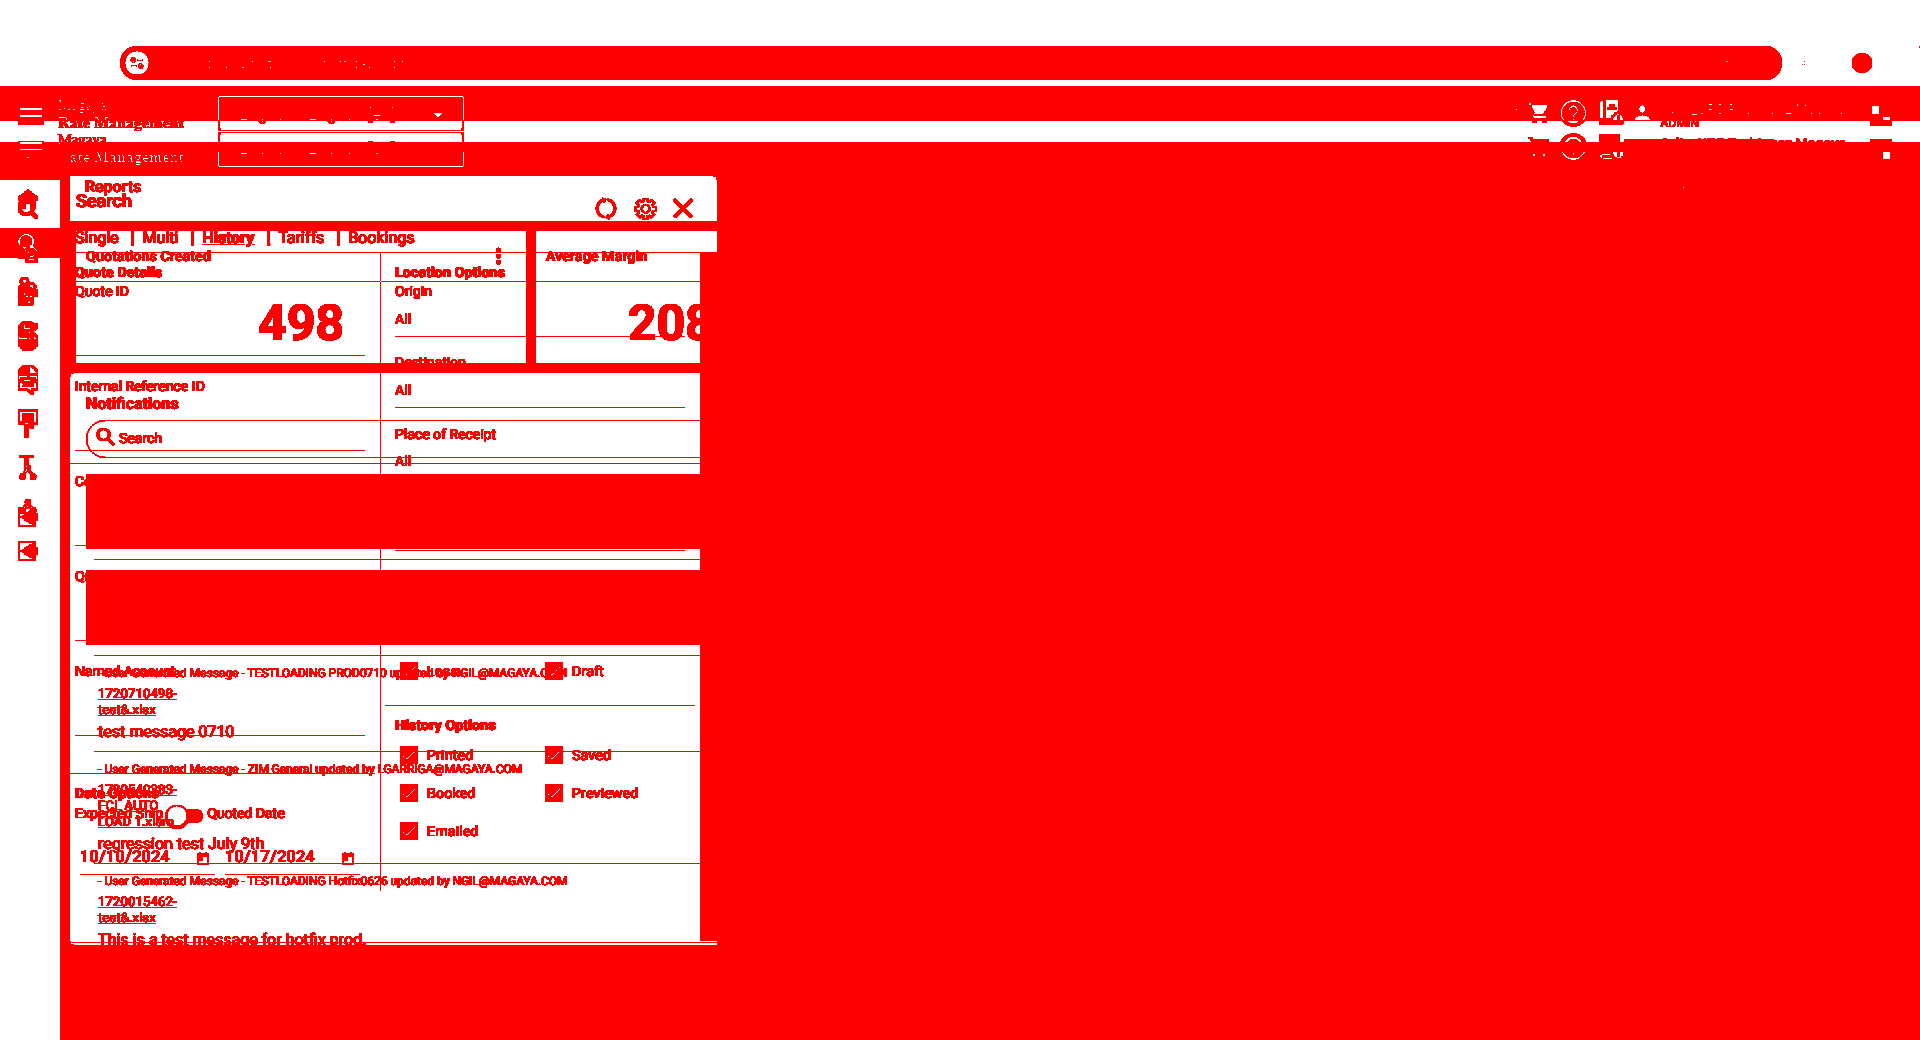 Rate Management
Magaya
Rate Management
ADMIN
Reports
Search
Single | Multi | History | Tariffs | Bookings
Quotations Created
Average Margin
Quote Details
Location Options
Quote ID
Origin
498
208
All
Destination
Internal Reference ID
All
Notifications
Search
Place of Receipt
All
Named Account
- User Generated Message - TESTLOADING PROD0710 updated by NGIL@MAGAYA.COM
Draft
1720710498-
test8.xlsx
test message 0710
History Options
Printed
Saved
- User Generated Message - ZIM General updated by LGARRIGA@MAGAYA.COM
Date Options
Booked
Previewed
FCL AUTO
Expected Ship
Quoted Date
LOAD 1.xlsm
Emailed
regression test July 9th
10/10/2024
10/17/2024
- User Generated Message - TESTLOADING Hotfix0626 updated by NGIL@MAGAYA.COM
1720015462-
test8.xlsx
This is a test message for hotfix prod.